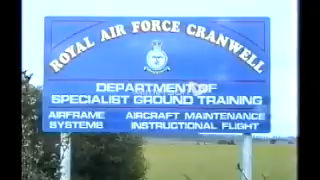 ROYAL AIR FORCE CRANWELL
DEPARTMENT OF
SPECIALIST GROUND TRAINING
AIRFRAME SYSTEMS
AIRCRAFT MAINTENANCE INSTRUCTIONAL FLIGHT